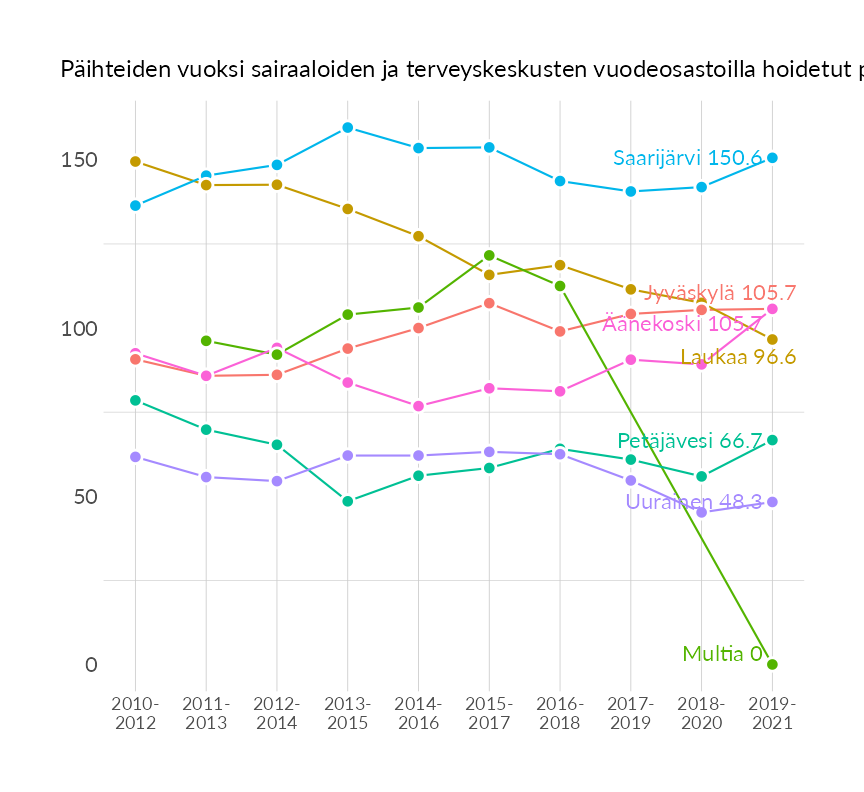 Päihteiden vuoksi sairaaloiden ja terveyskeskusten vuodeosastoilla hoidetut
150
100
50
0
Saarijärvi 150.6
Jyväskylä 105.7
Äänekoski 105.7
Laukaa 96.6
Petäjävesi 66.7
Uurainen 48.3
Multia 0
2010- 2011- 2012- 2013- 2014- 2015- 2016- 2017- 2018- 2019-
2012 2013 2014 2015 2016 2017 2018 2019 2020 2021